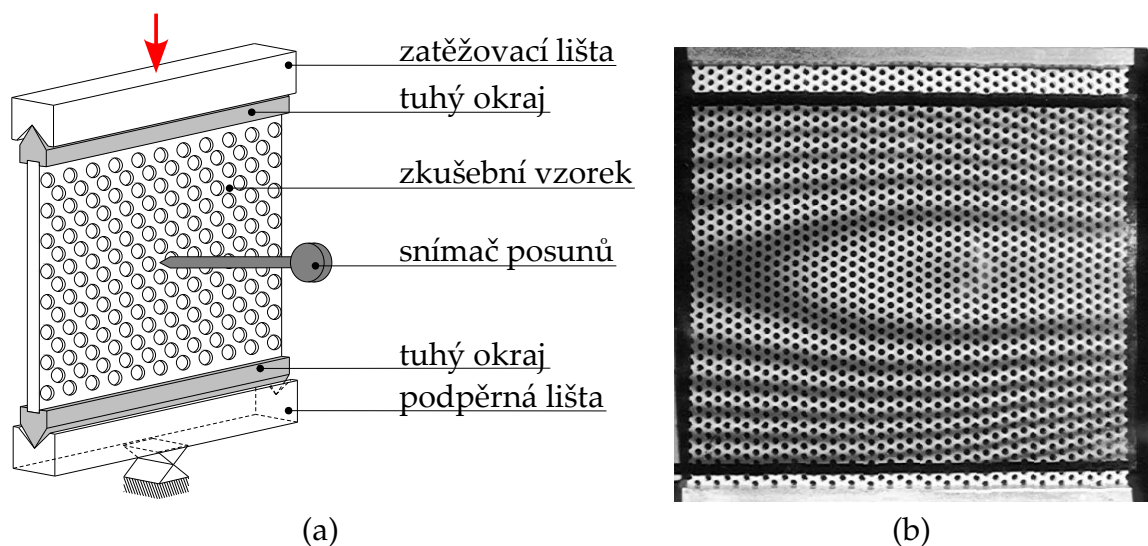 zatěžovací lišta
tuhý okraj
zkušební vzorek
snímač posunů
tuhý okraj
podpěrná lišta
(a)
(b)